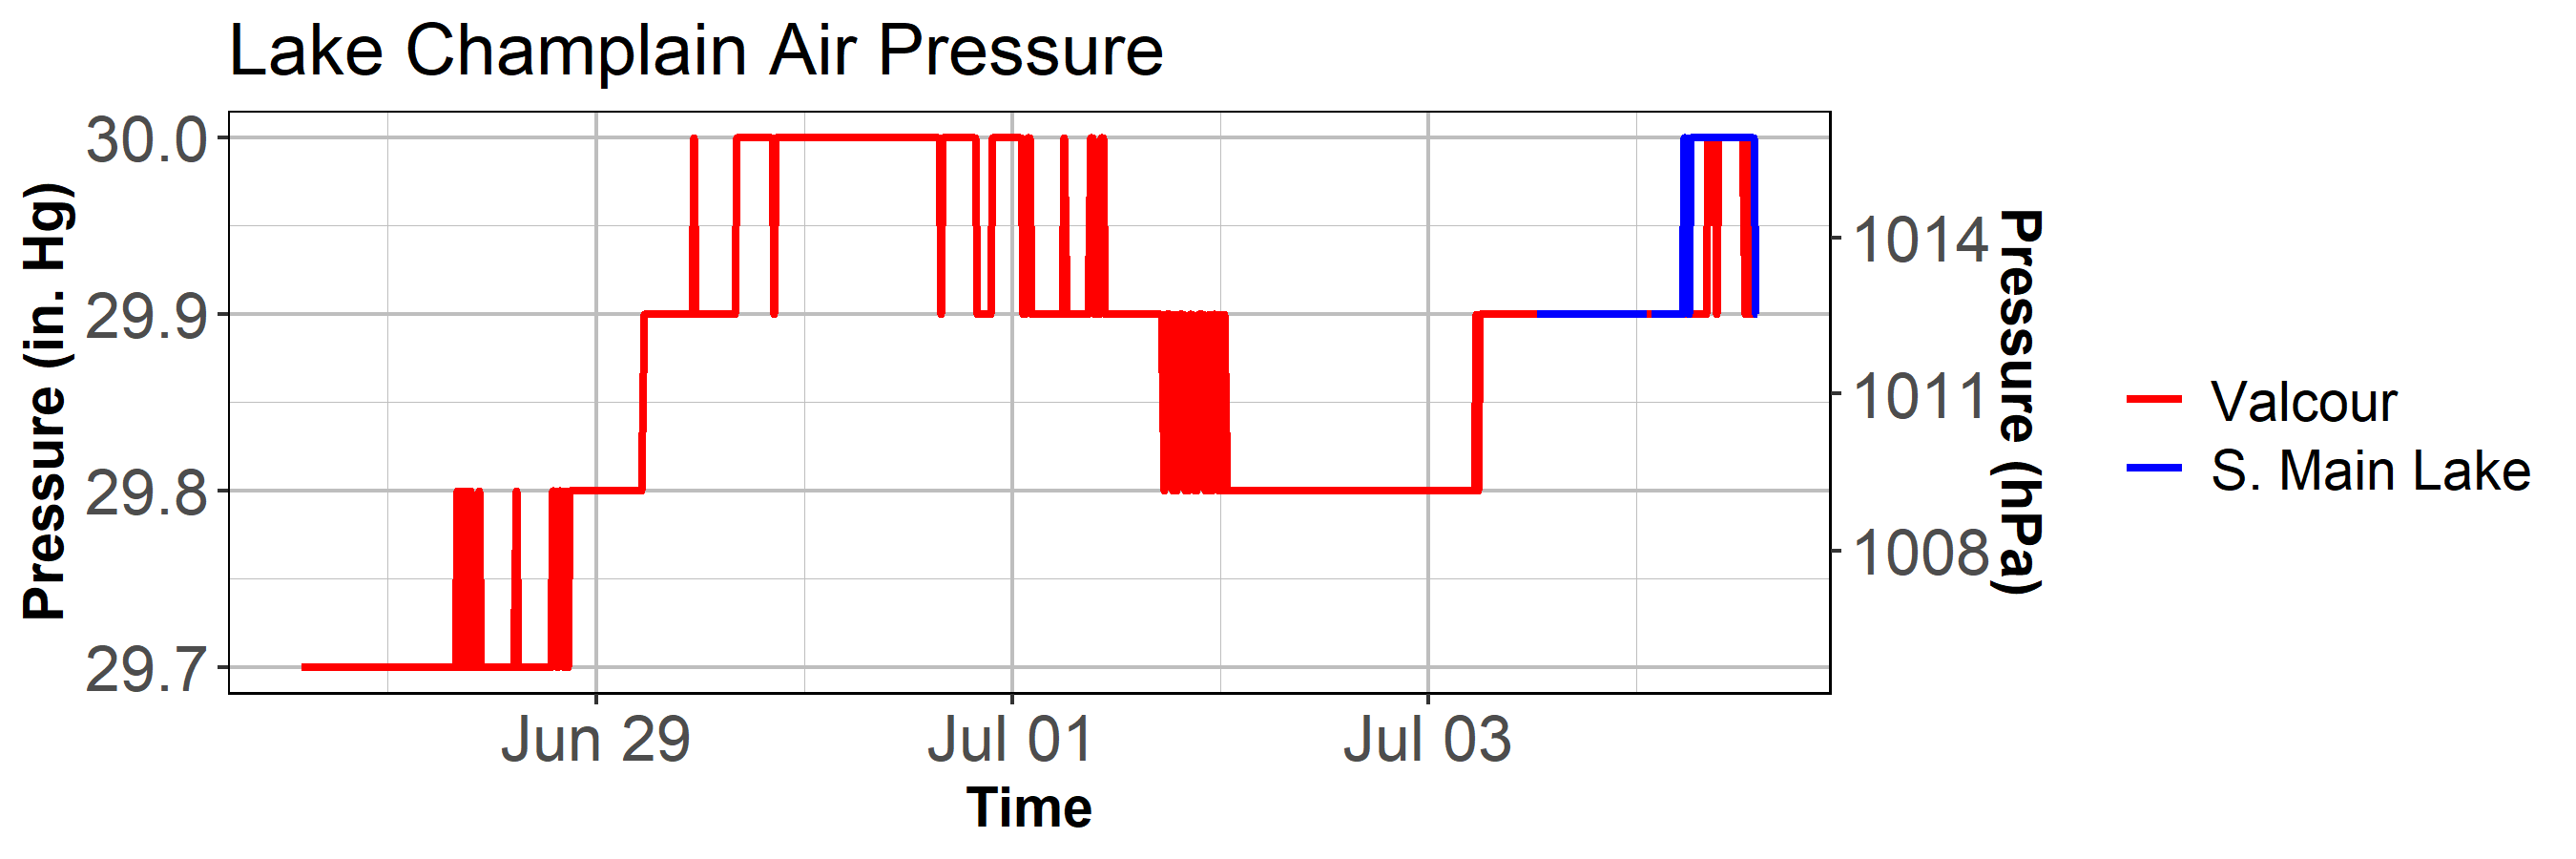 Lake Champlain Air Pressure
Pressure (in. Hg)
30.0
29.9
29.8
29.7
Jun 29
Jul 01
Jul 03
Time
1014
1011
1008
Pressure (hPa)
Valcour
S. Main Lake